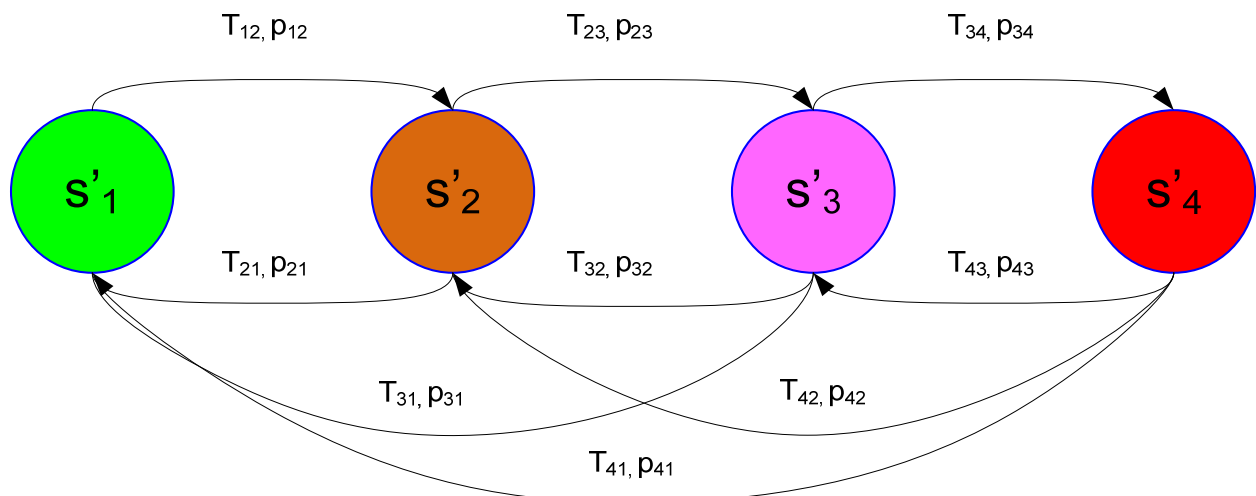 T₁₂, p₁₂
T₂₃, p₂₃
T₃₄, p₃₄
s’₁
s’₂
s’₃
s’₄
T₂₁, p₂₁
T₃₂, p₃₂
T₄₃, p₄₃
T₃₁, p₃₁
T₄₂, p₄₂
T₄₁, p₄₁